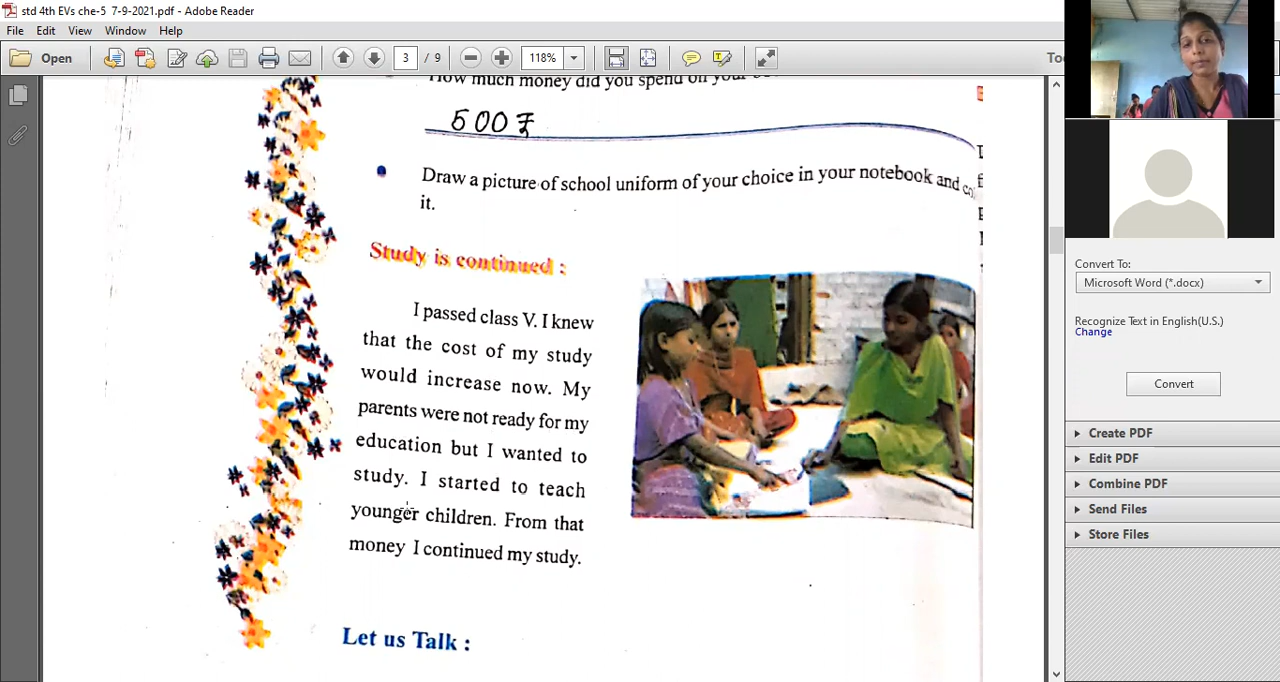 std 4th EVs che-5 7-9-2021.pdf - Adobe Reader
File Edit View Window Help
Open 3 / 9 118%
How much money did you spend on your
500₹
Draw a picture of school uniform of your choice in your notebook and
it.
Study is continued :
I passed class V. I knew
that the cost of my study
would increase now. My
parents were not ready for my
education but I wanted to
study. I started to teach
younger children. From that
money I continued my study.
Let us Talk :
Convert To:
Microsoft Word (*.docx)
Recognize Text in English(U.S.)
Change
Convert
Create PDF
Edit PDF
Combine PDF
Send Files
Store Files